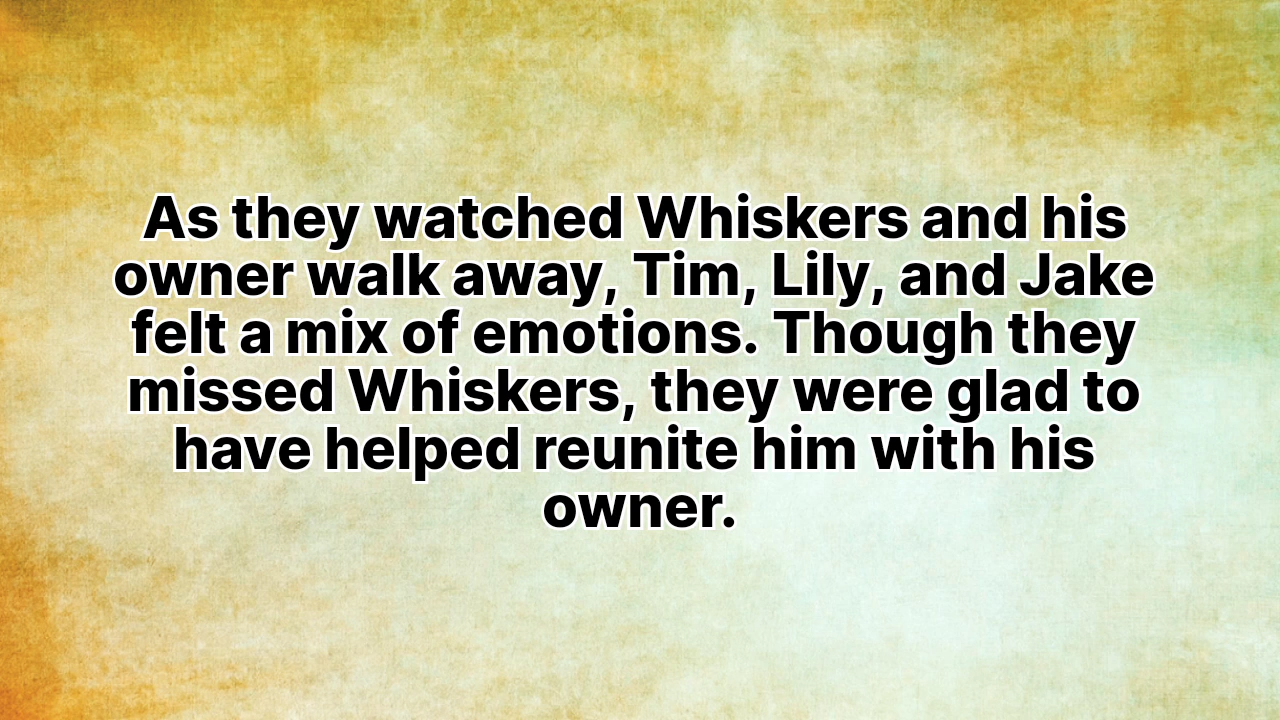 As they watched Whiskers and his
owner walk away, Tim, Lily, and Jake
felt a mix of emotions. Though they
missed Whiskers, they were glad to
have helped reunite him with his
owner.